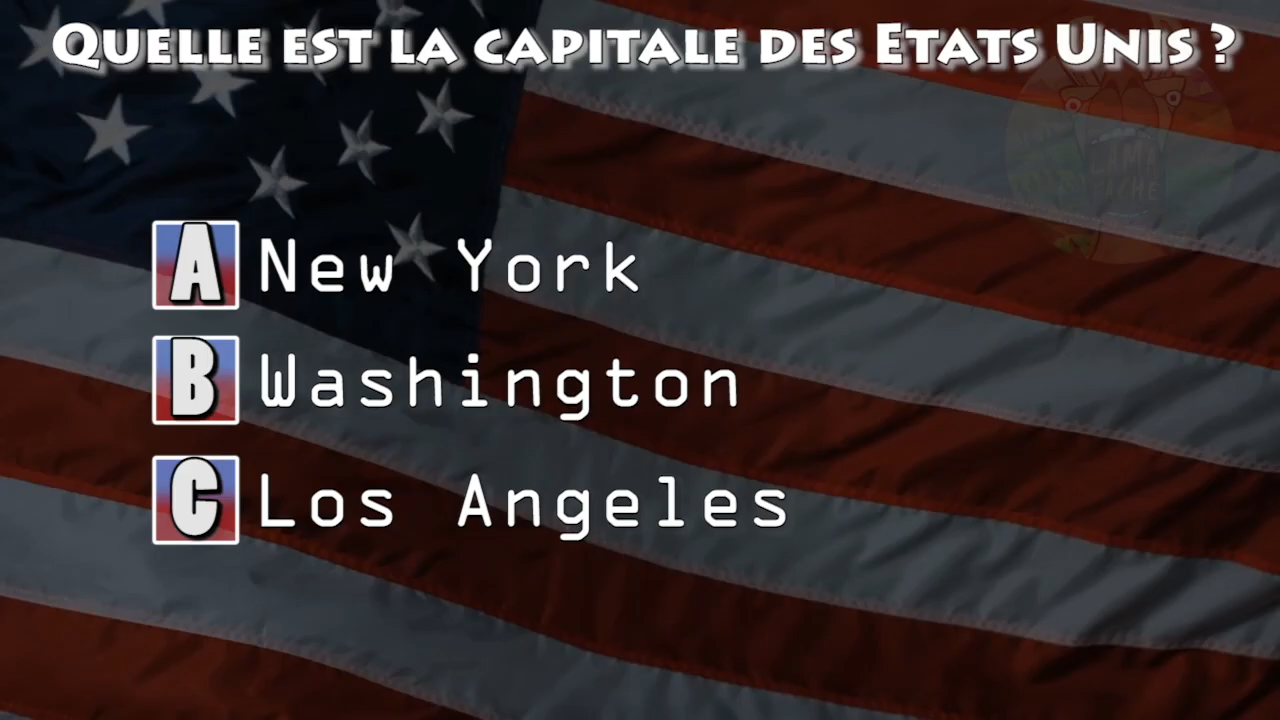 Quelle est la capitale des Etats Unis ?
A New York
B Washington
C Los Angeles